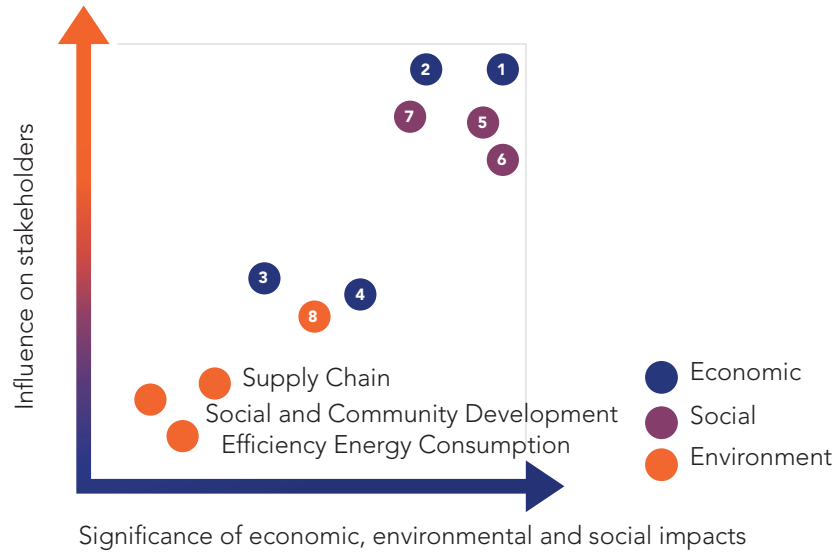 Influence on stakeholders
2
1
7
5
6
3
4
8
Supply Chain
Social and Community Development
Efficiency Energy Consumption
Economic
Social
Environment
Significance of economic, environmental and social impacts